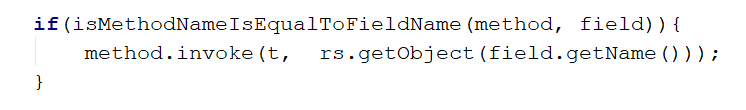 if(isMethodNameIsEqualToFieldName(method, field)){
method.invoke(t, rs.getObject(field.getName()));
}